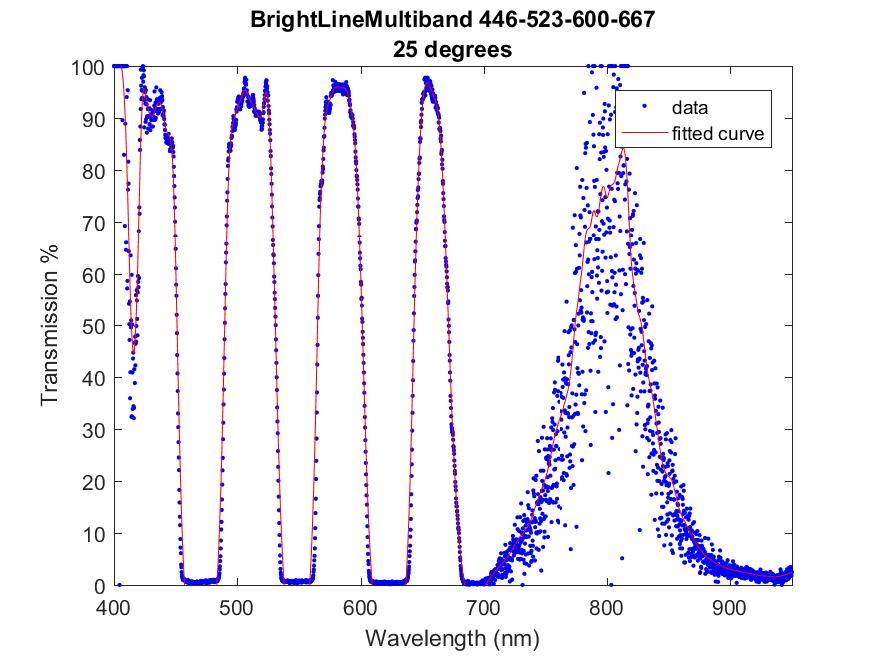 BrightLineMultiband 446-523-600-667
25 degrees
100
90
80
70
60
50
40
30
20
10
0
Transmission %
data
fitted curve
400 500 600 700 800 900
Wavelength (nm)